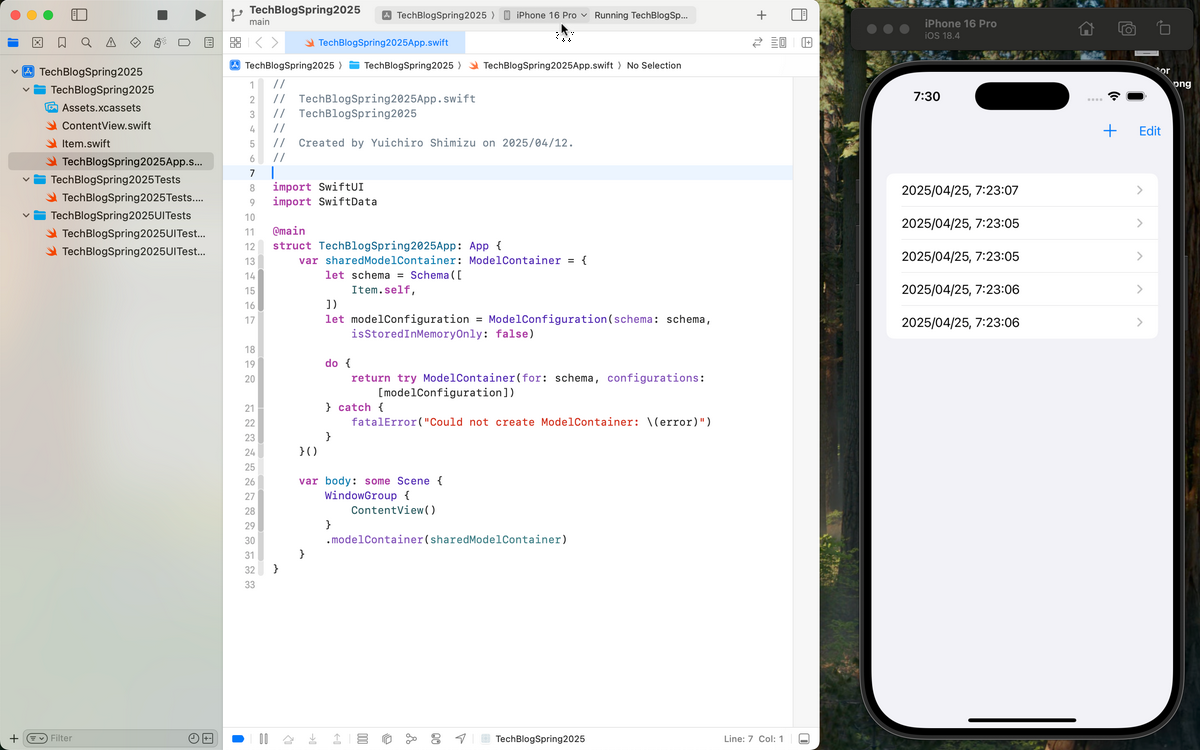 TechBlogSpring2025
main
TechBlogSpring2025 〉 iPhone 16 Pro
Running TechBlogSp...
TechBlogSpring2025App.swift
TechBlogSpring2025 〉 TechBlogSpring2025 〉 TechBlogSpring2025App.swift 〉 No Selection
TechBlogSpring2025
TechBlogSpring2025
Assets.xcassets
ContentView.swift
Item.swift
TechBlogSpring2025App.s...
TechBlogSpring2025Tests
TechBlogSpring2025Tests....
TechBlogSpring2025UITests
TechBlogSpring2025UITest...
TechBlogSpring2025UITest...
Filter
1 //
2 //  TechBlogSpring2025App.swift
3 //  TechBlogSpring2025
4 //
5 //  Created by Yuichiro Shimizu on 2025/04/12.
6 //
7
8 import SwiftUI
9 import SwiftData
10
11 @main
12 struct TechBlogSpring2025App: App {
13     var sharedModelContainer: ModelContainer = {
14         let schema = Schema([
15             Item.self,
16         ])
17         let modelConfiguration = ModelConfiguration(schema: schema,
            isStoredInMemoryOnly: false)
18
19         do {
20             return try ModelContainer(for: schema, configurations:
                [modelConfiguration])
21         } catch {
22             fatalError("Could not create ModelContainer: \(error)")
23         }
24     }()
25
26     var body: some Scene {
27         WindowGroup {
28             ContentView()
29         }
30         .modelContainer(sharedModelContainer)
31     }
32 }
33
TechBlogSpring2025
Line: 7 Col: 1
iPhone 16 Pro
iOS 18.4
tor
png
7:30
Edit
2025/04/25, 7:23:07
2025/04/25, 7:23:05
2025/04/25, 7:23:05
2025/04/25, 7:23:06
2025/04/25, 7:23:06